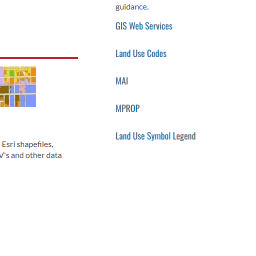 guidance.
GIS Web Services
Land Use Codes
MAI
MPROP
Land Use Symbol Legend
Esri shapefiles,
V's and other data